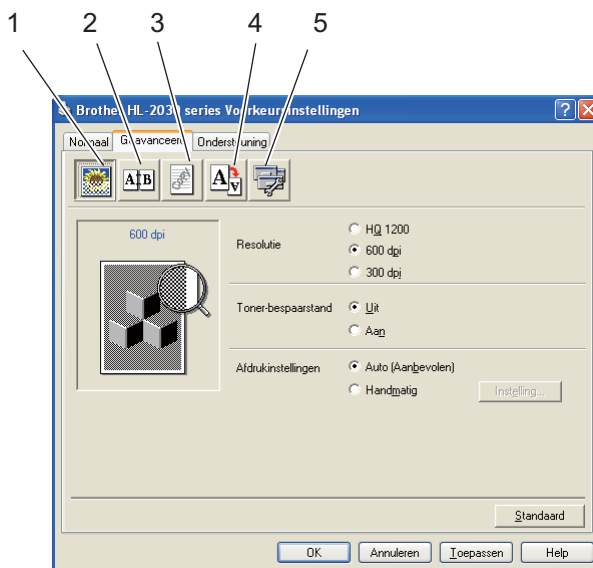 1 2 3 4 5
Brother HL-2030 series Voorkeursinstellingen
Normaal Geavanceerd Ondersteuning
A B
A A
600 dpi
Resolutie
HQ 1200
600 dpi
300 dpi
Toner-bespaarstand
Uit
Aan
Afdrukinstellingen
Auto (Aanbevolen)
Handmatig
Instelling...
Standaard
OK Annuleren Toepassen Help